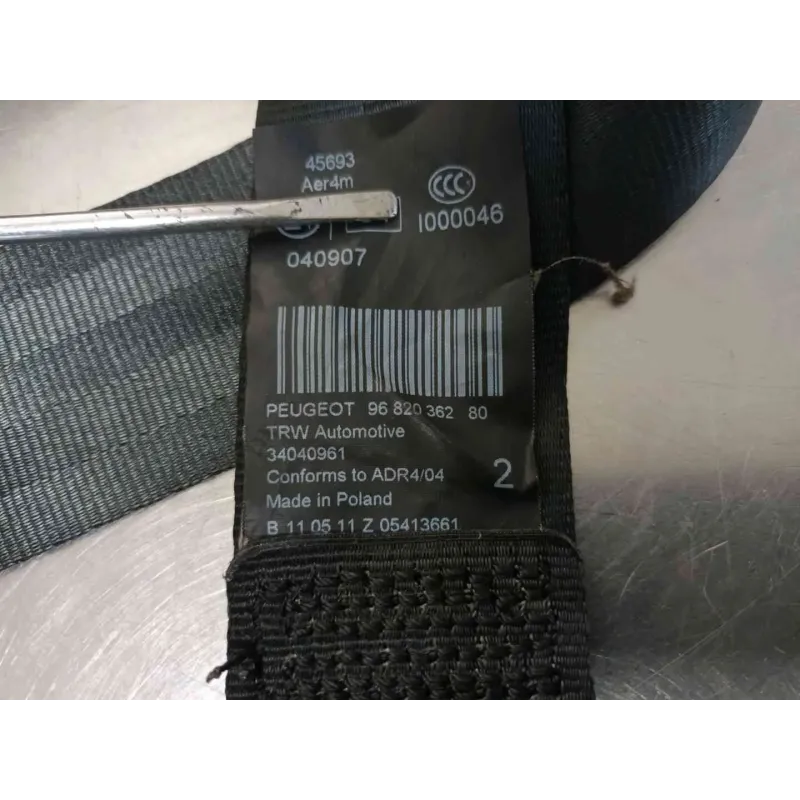 45693
Aer4m
CCC
I000046
040907
PEUGEOT 96 820 362 80
TRW Automotive
34040961
Conforms to ADR4/04
2
Made in Poland
B 11 05 11 Z 05413661